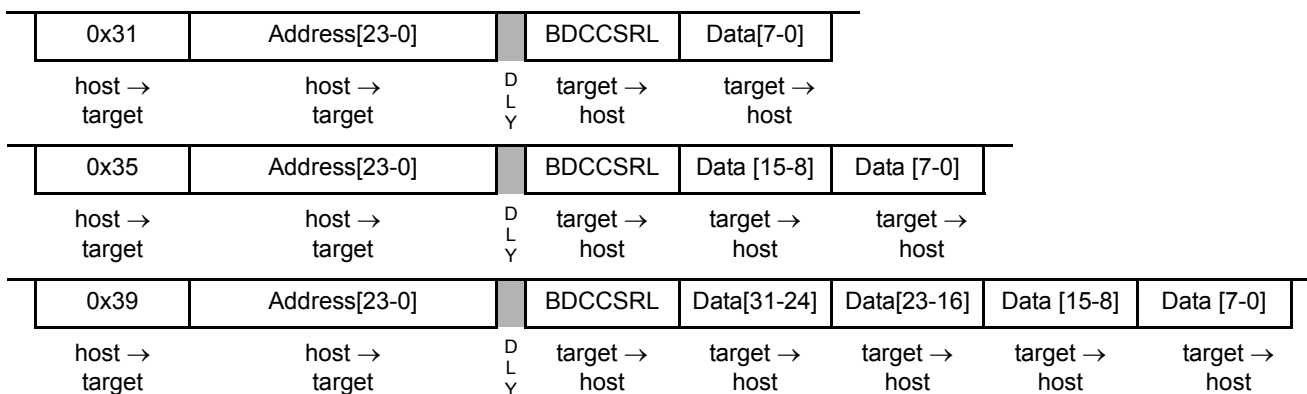 0x31 Address[23-0] BDCCSRL Data[7-0]
host → host → D target → target →
target target L host host
Y
0x35 Address[23-0] BDCCSRL Data [15-8] Data [7-0]
host → host → D target → target → target →
target target L host host host
Y
0x39 Address[23-0] BDCCSRL Data[31-24] Data[23-16] Data [15-8] Data [7-0]
host → host → D target → target → target → target → target →
target target L host host host host host
Y